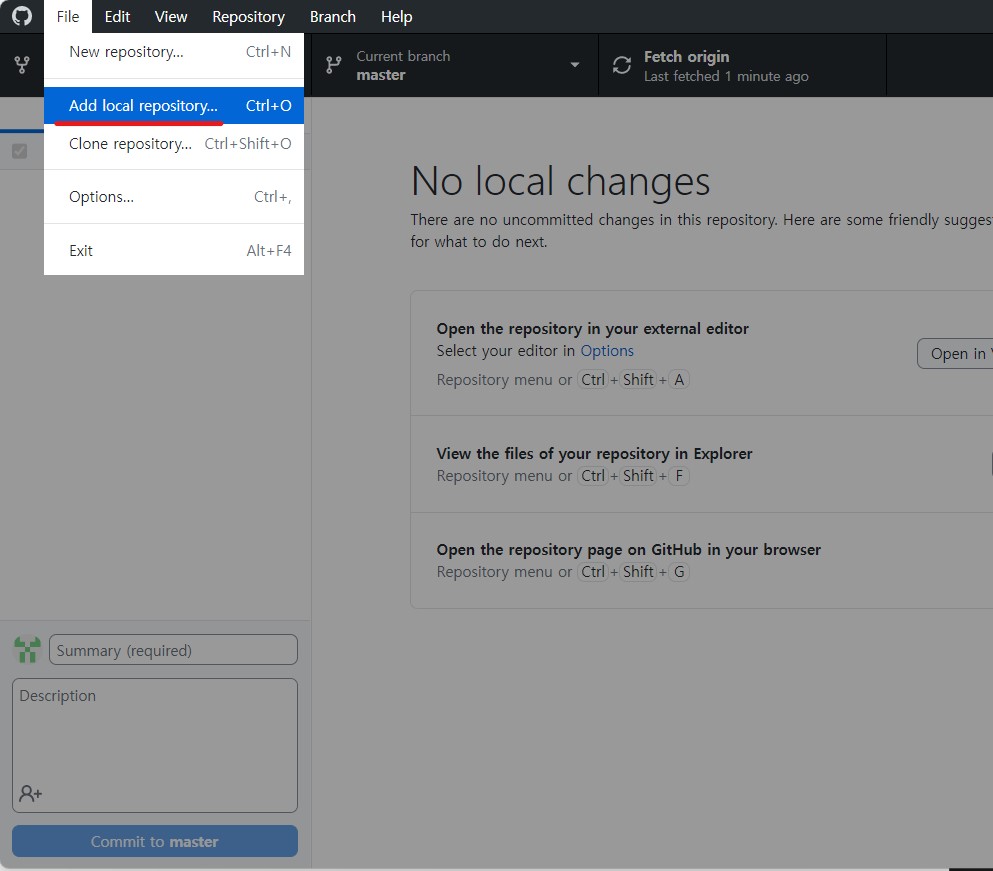 File Edit View Repository Branch Help
New repository... Ctrl+N
Add local repository... Ctrl+O
Clone repository... Ctrl+Shift+O
Options... Ctrl+,
Exit Alt+F4
Current branch
master
Fetch origin
Last fetched 1 minute ago
No local changes
There are no uncommitted changes in this repository. Here are some friendly sugges
for what to do next.
Open the repository in your external editor
Select your editor in Options
Repository menu or Ctrl + Shift + A
Open in
View the files of your repository in Explorer
Repository menu or Ctrl + Shift + F
Open the repository page on GitHub in your browser
Repository menu or Ctrl + Shift + G
Summary (required)
Description
Commit to master